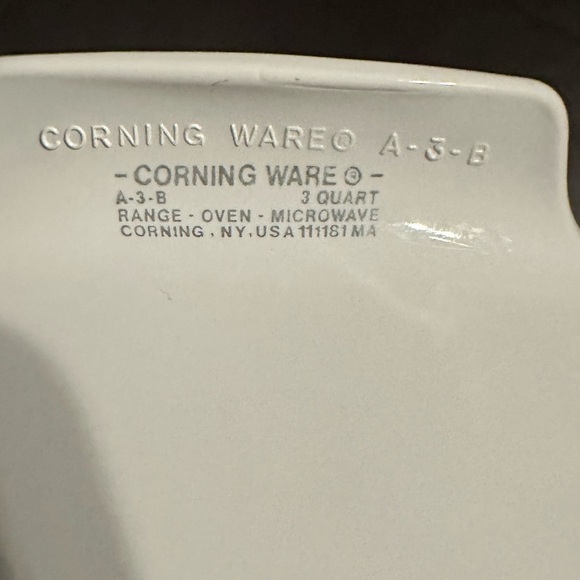 CORNING WARE® A-3-B
- CORNING WARE ® -
A-3-B 3 QUART
RANGE - OVEN - MICROWAVE
CORNING , NY, USA 111181 MA